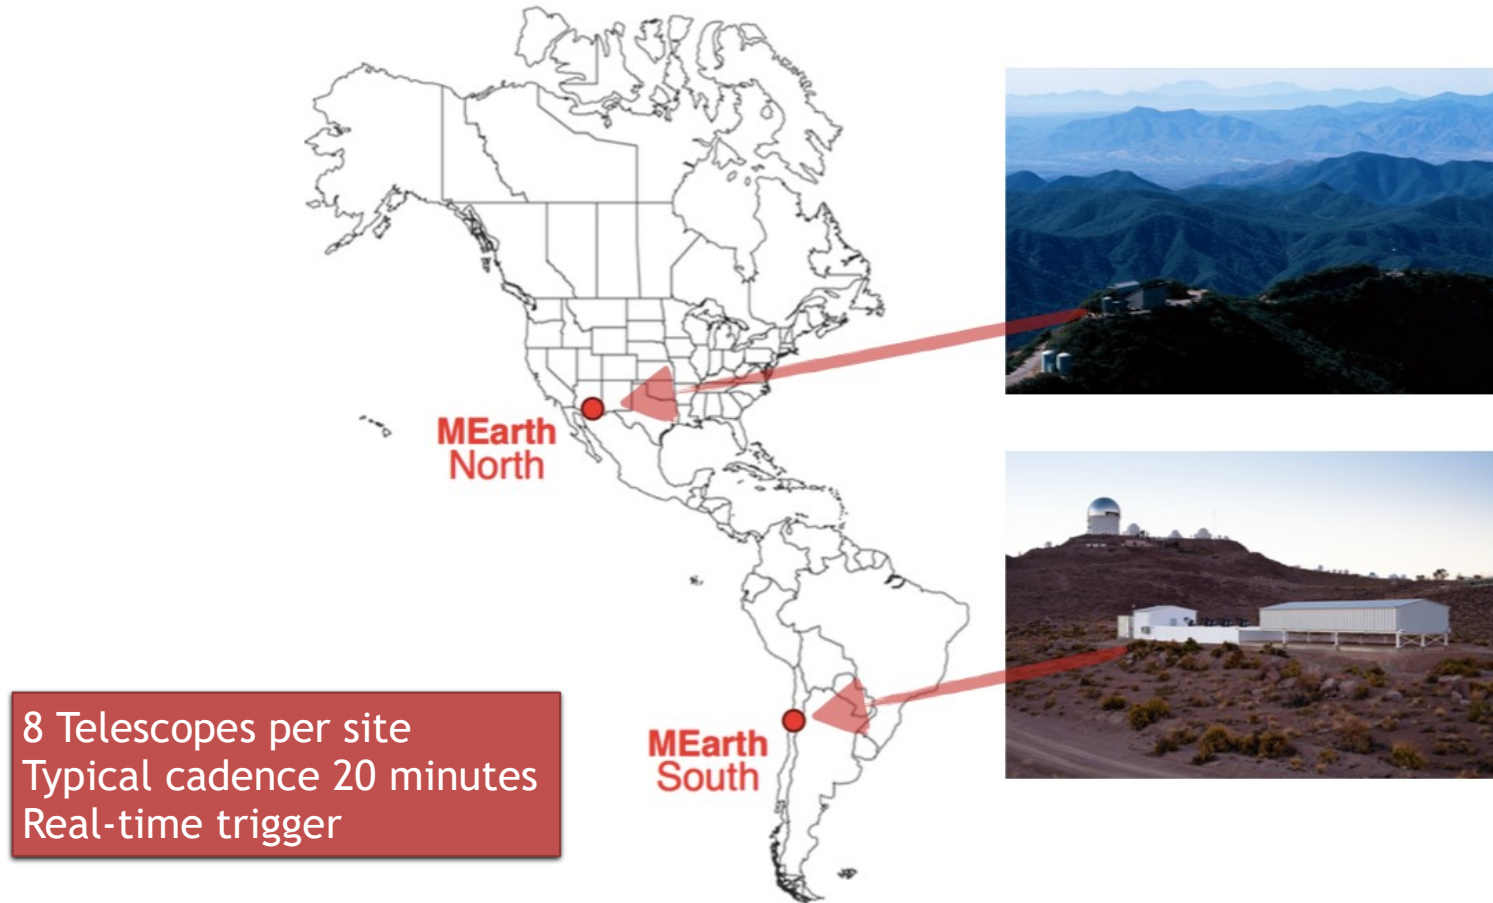 MEarth
North
MEarth
South
8 Telescopes per site
Typical cadence 20 minutes
Real-time trigger